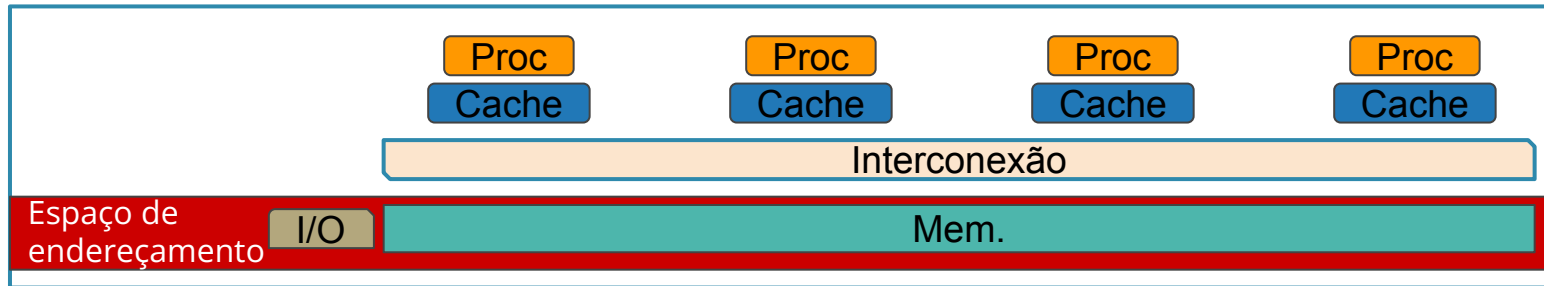 Proc Proc Proc Proc
Cache Cache Cache Cache
Interconexão
Espaço de
endereçamento
I/O
Mem.